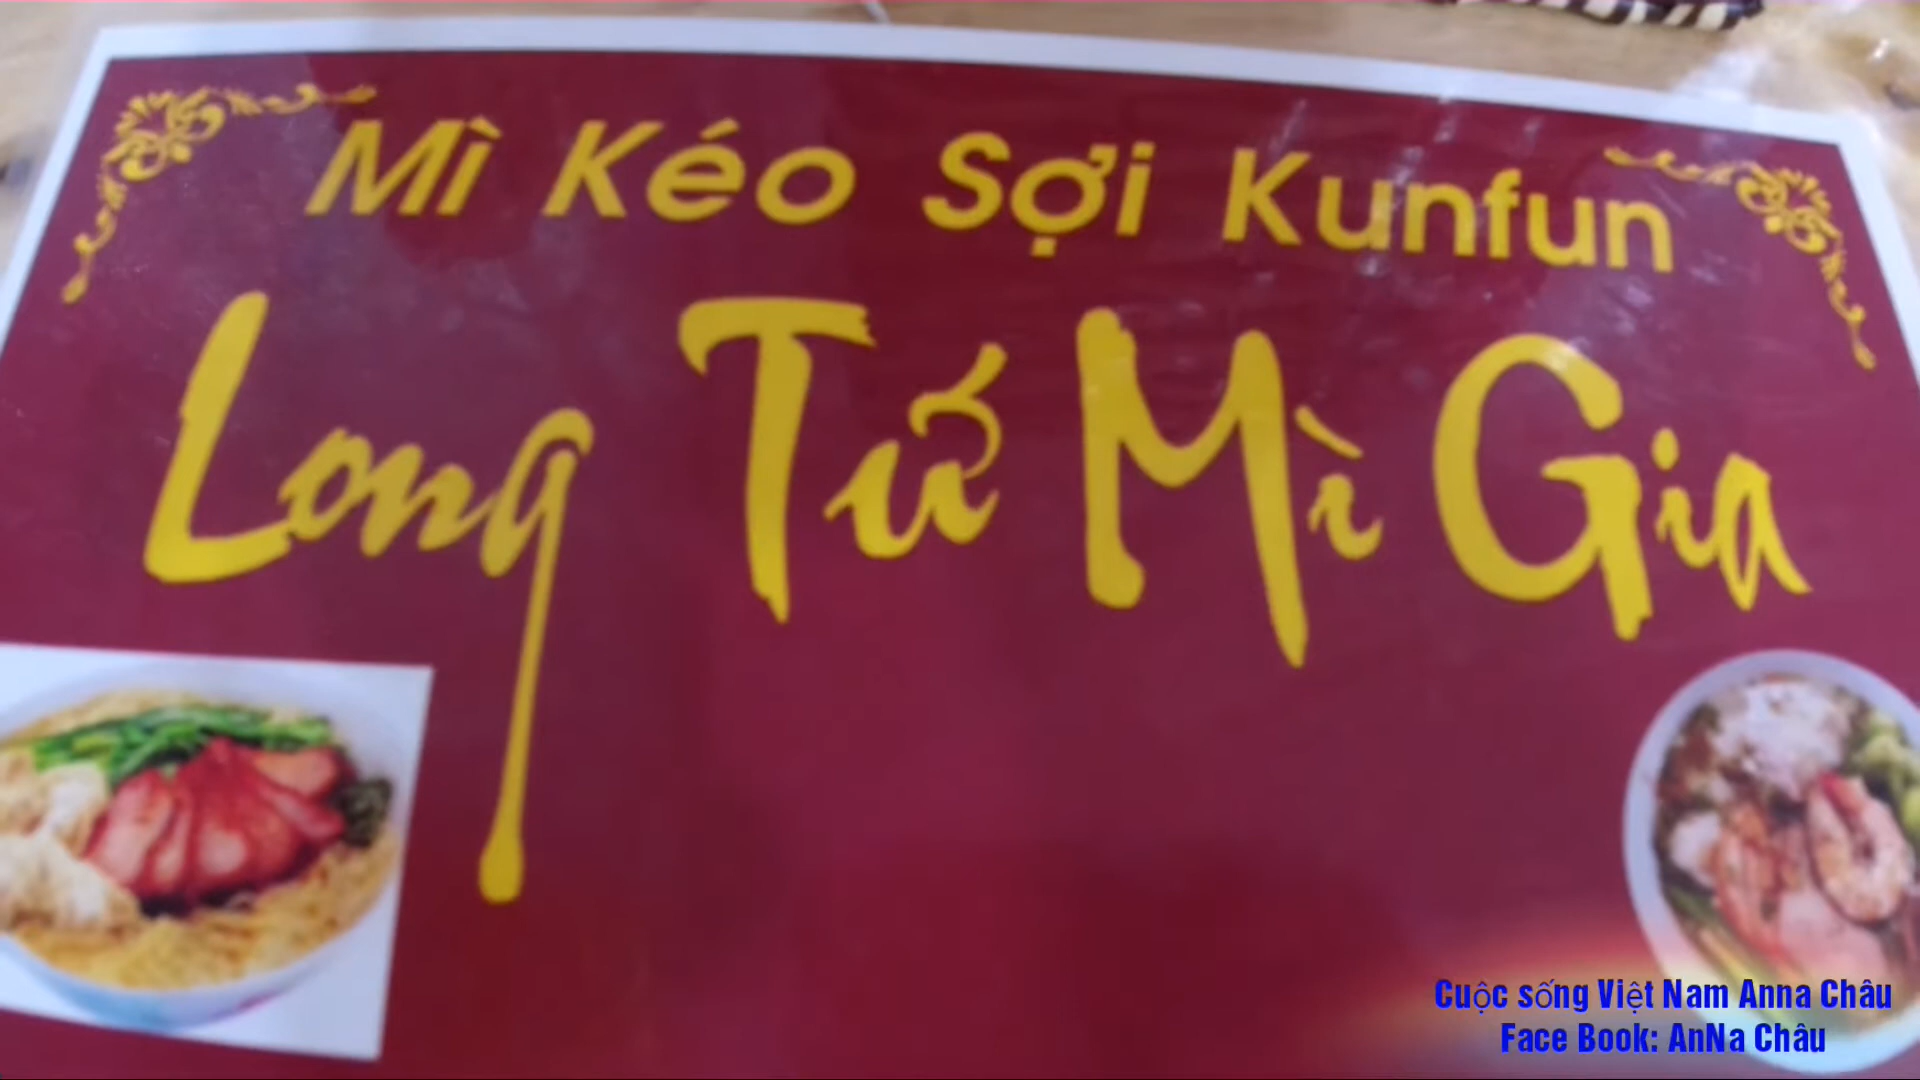 Mì Kéo Sợi Kunfun
Long Tứ Mì Gia
Cuộc sống Việt Nam Anna Châu
Face Book: AnNa Châu